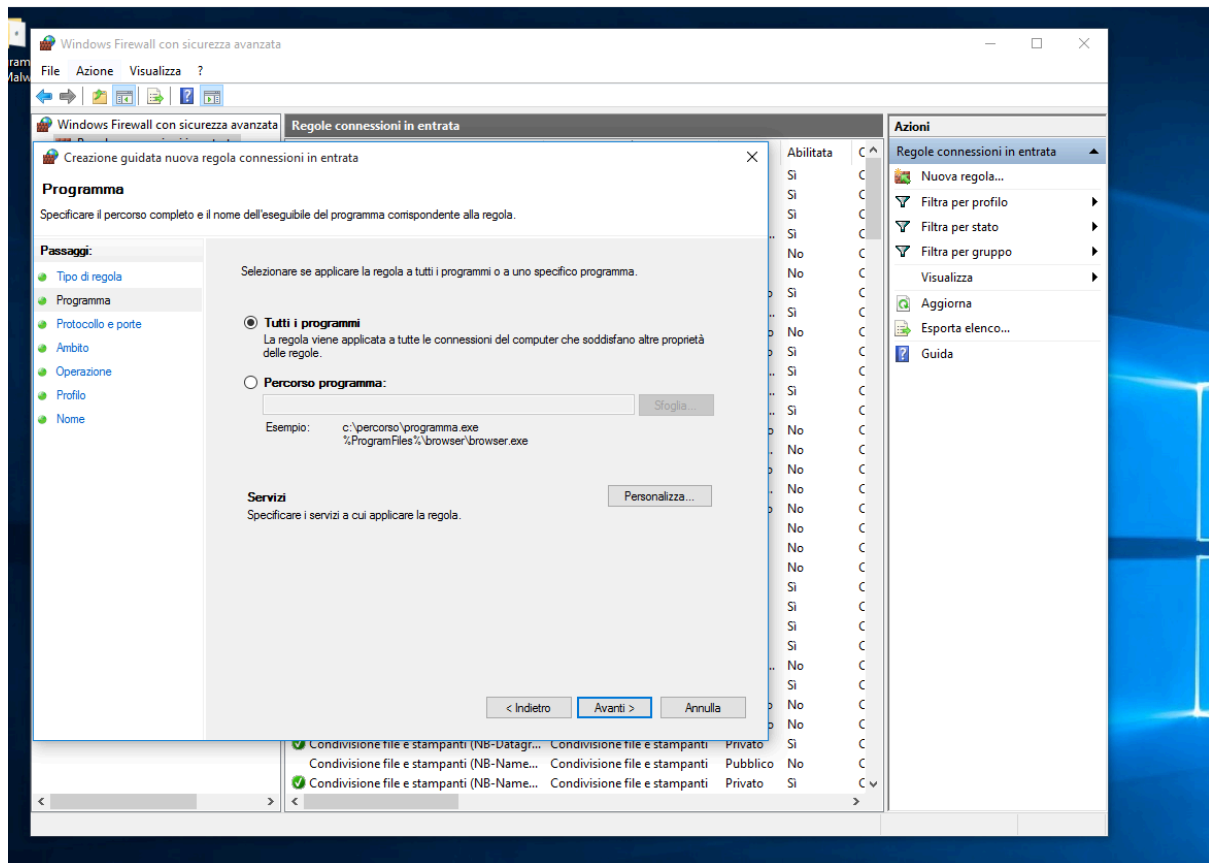 Windows Firewall con sicurezza avanzata
File Azione Visualizza ?
Windows Firewall con sicurezza avanzata
Regole connessioni in entrata
Creazione guidata nuova regola connessioni in entrata
Programma
Specificare il percorso completo e il nome dell'eseguibile del programma corrispondente alla regola.
Passaggi:
Tipo di regola
Programma
Protocollo e porte
Ambito
Operazione
Profilo
Nome
Selezionare se applicare la regola a tutti i programmi o a uno specifico programma.
Tutti i programmi
La regola viene applicata a tutte le connessioni del computer che soddisfano altre proprietà
delle regole.
Percorso programma:
Sfoglia...
Esempio: c:\percorso\programma.exe
%ProgramFiles%\browser\browser.exe
Servizi
Personalizza...
Specificare i servizi a cui applicare la regola.
< Indietro
Avanti >
Annulla
Abilitata
Sì
Sì
Sì
Sì
No
No
Sì
Sì
No
Sì
Sì
Sì
Sì
No
No
No
No
No
No
No
No
Sì
Sì
Sì
Sì
No
Sì
No
No
Condivisione file e stampanti (NB-Datagr... Condivisione file e stampanti Privato Sì
Condivisione file e stampanti (NB-Name... Condivisione file e stampanti Pubblico No
Condivisione file e stampanti (NB-Name... Condivisione file e stampanti Privato Sì
Azioni
Regole connessioni in entrata
Nuova regola...
Filtra per profilo
Filtra per stato
Filtra per gruppo
Visualizza
Aggiorna
Esporta elenco...
Guida